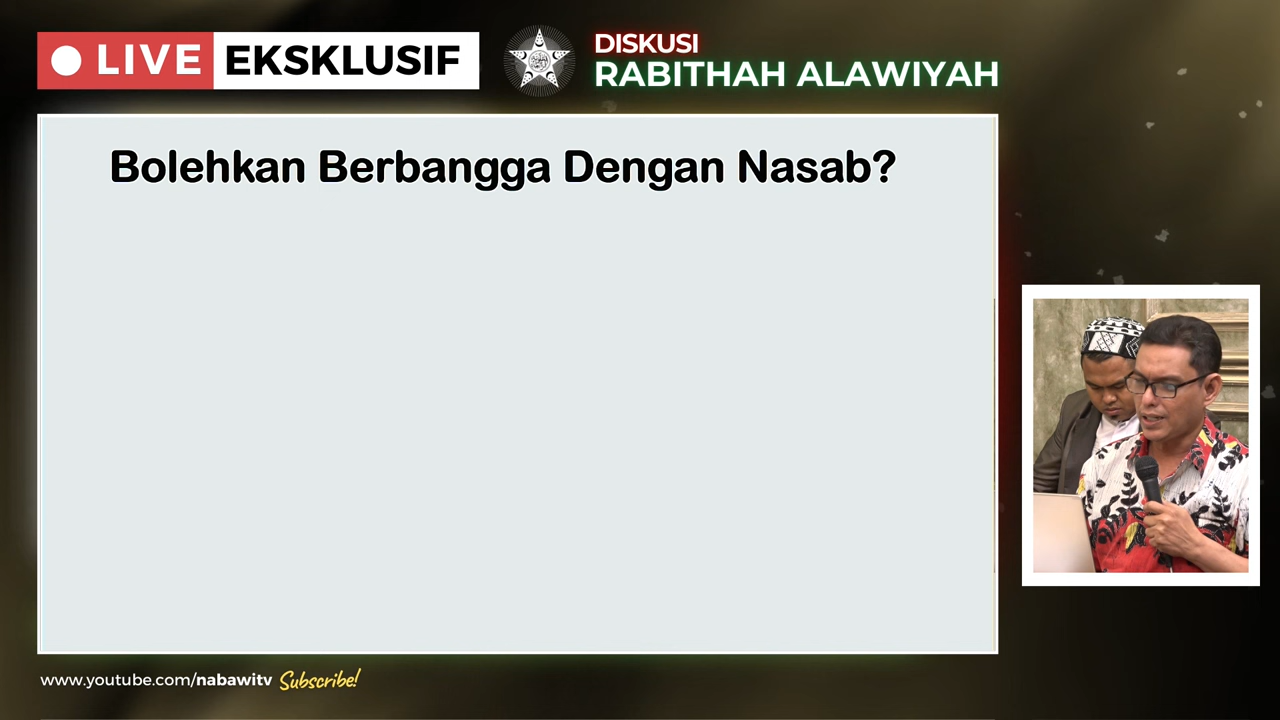 LIVE EKSKLUSIF
DISKUSI
RABITHAH ALAWIYAH
Bolehkan Berbangga Dengan Nasab?
www.youtube.com/nabawitv Subscribe!